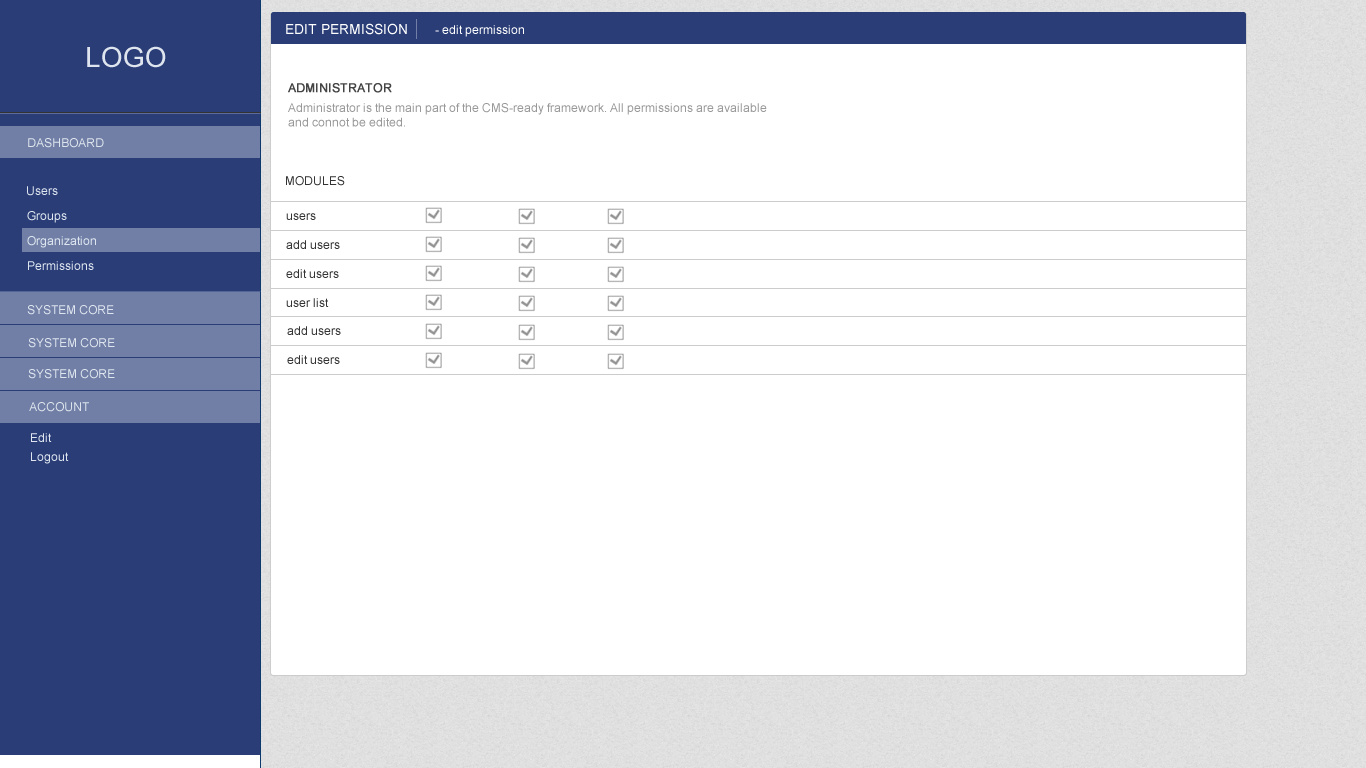 LOGO
DASHBOARD
Users
Groups
Organization
Permissions
SYSTEM CORE
SYSTEM CORE
SYSTEM CORE
ACCOUNT
Edit
Logout
EDIT PERMISSION - edit permission
ADMINISTRATOR
Administrator is the main part of the CMS-ready framework. All permissions are available
and connot be edited.
MODULES
users
add users
edit users
user list
add users
edit users